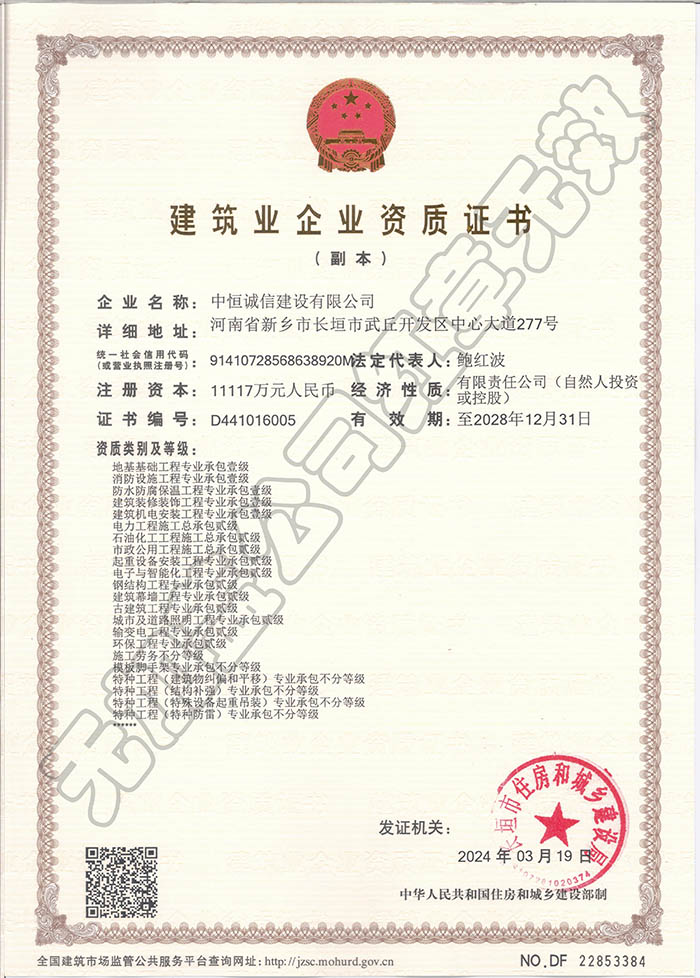 建筑业企业资质证书
（副本）
企业名称：中恒诚信建设有限公司
详细地址：河南省新乡市长垣市武丘开发区中心大道277号
统一社会信用代码
（或营业执照注册号）：91410728568638920M 法定代表人：鲍红波
注册资本：11117万元人民币 经济性质：有限责任公司（自然人投资或控股）
证书编号：D441016005 有效期：至2028年12月31日
资质类别及等级：
地基基础工程专业承包壹级
消防设施工程专业承包壹级
防水防腐保温工程专业承包壹级
建筑装修装饰工程专业承包壹级
建筑机电安装工程专业承包壹级
电力工程施工总承包贰级
石油化工工程施工总承包贰级
市政公用工程施工总承包贰级
起重设备安装工程专业承包贰级
电子与智能化工程专业承包贰级
钢结构工程专业承包贰级
建筑幕墙工程专业承包贰级
古建筑工程专业承包贰级
城市及道路照明工程专业承包贰级
输变电工程专业承包贰级
环保工程专业承包贰级
施工劳务不分等级
模板脚手架专业承包不分等级
特种工程（建筑物纠偏和平移）专业承包不分等级
特种工程（结构补强）专业承包不分等级
特种工程（特殊设备起重吊装）专业承包不分等级
特种工程（特种防雷）专业承包不分等级
******
无加盖公司红章无效
长垣市住房和城乡建设局
发证机关：
2024年03月19日
4107281020374
中华人民共和国住房和城乡建设部制
全国建筑市场监管公共服务平台查询网址：http://jzsc.mohurd.gov.cn
NO.DF 22853384